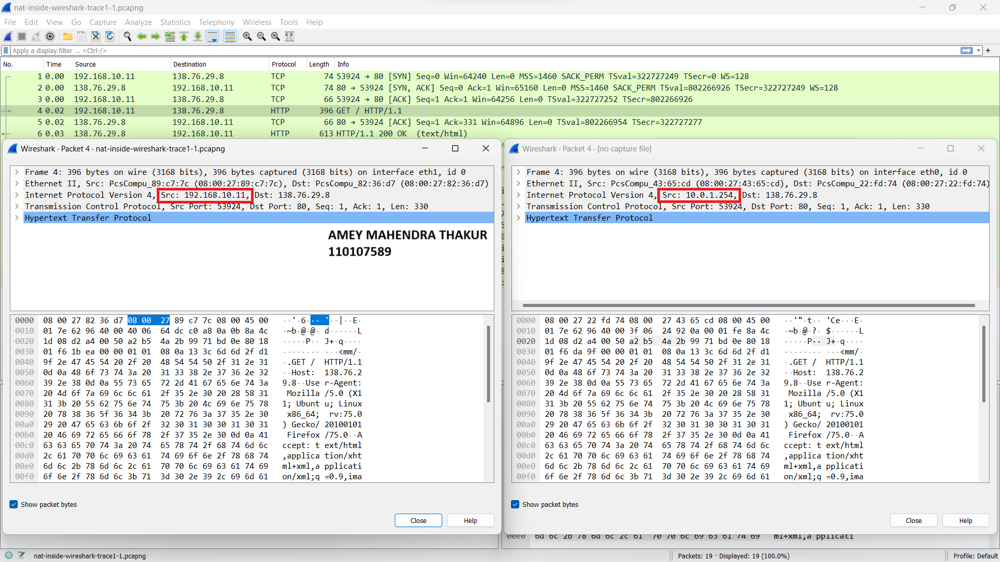 nat-inside-wireshark-trace1-1.pcapng
File Edit View Go Capture Analyze Statistics Telephony Wireless Tools Help
Apply a display filter ... <Ctrl-/>
No. Time Source Destination Protocol Length Info
1 0.00 192.168.10.11 138.76.29.8 TCP 74 53924 → 80 [SYN] Seq=0 Win=64240 Len=0 MSS=1460 SACK_PERM TSval=322727249 TSecr=0 WS=128
2 0.00 138.76.29.8 192.168.10.11 TCP 74 80 → 53924 [SYN, ACK] Seq=0 Ack=1 Win=65160 Len=0 MSS=1460 SACK_PERM TSval=802266926 TSecr=322727249 WS=128
3 0.00 192.168.10.11 138.76.29.8 TCP 66 53924 → 80 [ACK] Seq=1 Ack=1 Win=64256 Len=0 TSval=322727252 TSecr=802266926
4 0.02 192.168.10.11 138.76.29.8 HTTP 396 GET / HTTP/1.1
5 0.02 138.76.29.8 192.168.10.11 TCP 66 80 → 53924 [ACK] Seq=1 Ack=331 Win=64896 Len=0 TSval=802266954 TSecr=322727277
6 0.03 138.76.29.8 192.168.10.11 HTTP 613 HTTP/1.1 200 OK (text/html)
Wireshark · Packet 4 · nat-inside-wireshark-trace1-1.pcapng
Frame 4: 396 bytes on wire (3168 bits), 396 bytes captured (3168 bits) on interface eth1, id 0
Ethernet II, Src: PcsCompu_89:c7:7c (08:00:27:89:c7:7c), Dst: PcsCompu_82:36:d7 (08:00:27:82:36:d7)
Internet Protocol Version 4, Src: 192.168.10.11, Dst: 138.76.29.8
Transmission Control Protocol, Src Port: 53924, Dst Port: 80, Seq: 1, Ack: 1, Len: 330
Hypertext Transfer Protocol
AMEY MAHENDRA THAKUR
110107589
0000 08 00 27 82 36 d7 08 00 27 89 c7 7c 08 00 45 00 ··'·6··· '··|··E·
0010 01 7e 62 96 40 00 40 06 64 dc c0 a8 0a 0b 8a 4c ·~b·@·@· d······L
0020 1d 08 d2 a4 00 50 a2 b5 4a 2b 99 71 bd 0e 80 18 ·····P·· J+·q····
0030 01 f6 1b ea 00 00 01 01 08 0a 13 3c 6d 6d 2f d1 ········ ···<mm/·
0040 9f 2e 47 45 54 20 2f 20 48 54 54 50 2f 31 2e 31 ·.GET / HTTP/1.1
0050 0d 0a 48 6f 73 74 3a 20 31 33 38 2e 37 36 2e 32 ··Host: 138.76.2
0060 39 2e 38 0d 0a 55 73 65 72 2d 41 67 65 6e 74 3a 9.8··Use r-Agent:
0070 20 4d 6f 7a 69 6c 6c 61 2f 35 2e 30 20 28 58 31 Mozilla /5.0 (X1
0080 31 3b 20 55 62 75 6e 74 75 3b 20 4c 69 6e 75 78 1; Ubunt u; Linux
0090 20 78 38 36 5f 36 34 3b 20 72 76 3a 37 35 2e 30 x86_64; rv:75.0
00a0 29 20 47 65 63 6b 6f 2f 32 30 31 30 30 31 30 31 ) Gecko/ 20100101
00b0 20 46 69 72 65 66 6f 78 2f 37 35 2e 30 0d 0a 41 Firefox /75.0··A
00c0 63 63 65 70 74 3a 20 74 65 78 74 2f 68 74 6d 6c ccept: t ext/html
00d0 2c 61 70 70 6c 69 63 61 74 69 6f 6e 2f 78 68 74 ,applica tion/xht
00e0 6d 6c 2b 78 6d 6c 2c 61 70 70 6c 69 63 61 74 69 ml+xml,a pplicati
00f0 6f 6e 2f 78 6d 6c 3b 71 3d 30 2e 39 2c 69 6d 61 on/xml;q =0.9,ima
Show packet bytes
Close Help
Wireshark · Packet 4 · [no capture file]
Frame 4: 396 bytes on wire (3168 bits), 396 bytes captured (3168 bits) on interface eth0, id 0
Ethernet II, Src: PcsCompu_43:65:cd (08:00:27:43:65:cd), Dst: PcsCompu_22:fd:74 (08:00:27:22:fd:74)
Internet Protocol Version 4, Src: 10.0.1.254, Dst: 138.76.29.8
Transmission Control Protocol, Src Port: 53924, Dst Port: 80, Seq: 1, Ack: 1, Len: 330
Hypertext Transfer Protocol
0000 08 00 27 22 fd 74 08 00 27 43 65 cd 08 00 45 00 ··'"·t·· 'Ce···E·
0010 01 7e 62 96 40 00 3f 06 24 92 0a 00 01 fe 8a 4c ·~b·@·?· $······L
0020 1d 08 d2 a4 00 50 a2 b5 4a 2b 99 71 bd 0e 80 18 ·····P·· J+·q····
0030 01 f6 da 9f 00 00 01 01 08 0a 13 3c 6d 6d 2f d1 ········ ···<mm/·
0040 9f 2e 47 45 54 20 2f 20 48 54 54 50 2f 31 2e 31 ·.GET / HTTP/1.1
0050 0d 0a 48 6f 73 74 3a 20 31 33 38 2e 37 36 2e 32 ··Host: 138.76.2
0060 39 2e 38 0d 0a 55 73 65 72 2d 41 67 65 6e 74 3a 9.8··Use r-Agent:
0070 20 4d 6f 7a 69 6c 6c 61 2f 35 2e 30 20 28 58 31 Mozilla /5.0 (X1
0080 31 3b 20 55 62 75 6e 74 75 3b 20 4c 69 6e 75 78 1; Ubunt u; Linux
0090 20 78 38 36 5f 36 34 3b 20 72 76 3a 37 35 2e 30 x86_64; rv:75.0
00a0 29 20 47 65 63 6b 6f 2f 32 30 31 30 30 31 30 31 ) Gecko/ 20100101
00b0 20 46 69 72 65 66 6f 78 2f 37 35 2e 30 0d 0a 41 Firefox /75.0··A
00c0 63 63 65 70 74 3a 20 74 65 78 74 2f 68 74 6d 6c ccept: t ext/html
00d0 2c 61 70 70 6c 69 63 61 74 69 6f 6e 2f 78 68 74 ,applica tion/xht
00e0 6d 6c 2b 78 6d 6c 2c 61 70 70 6c 69 63 61 74 69 ml+xml,a pplicati
00f0 6f 6e 2f 78 6d 6c 3b 71 3d 30 2e 39 2c 69 6d 61 on/xml;q =0.9,ima
Show packet bytes
Close Help
00e0 6d 6c 2b 78 6d 6c 2c 61 70 70 6c 69 63 61 74 69 ml+xml,a pplicati
nat-inside-wireshark-trace1-1.pcapng
Packets: 19 · Displayed: 19 (100.0%)
Profile: Default